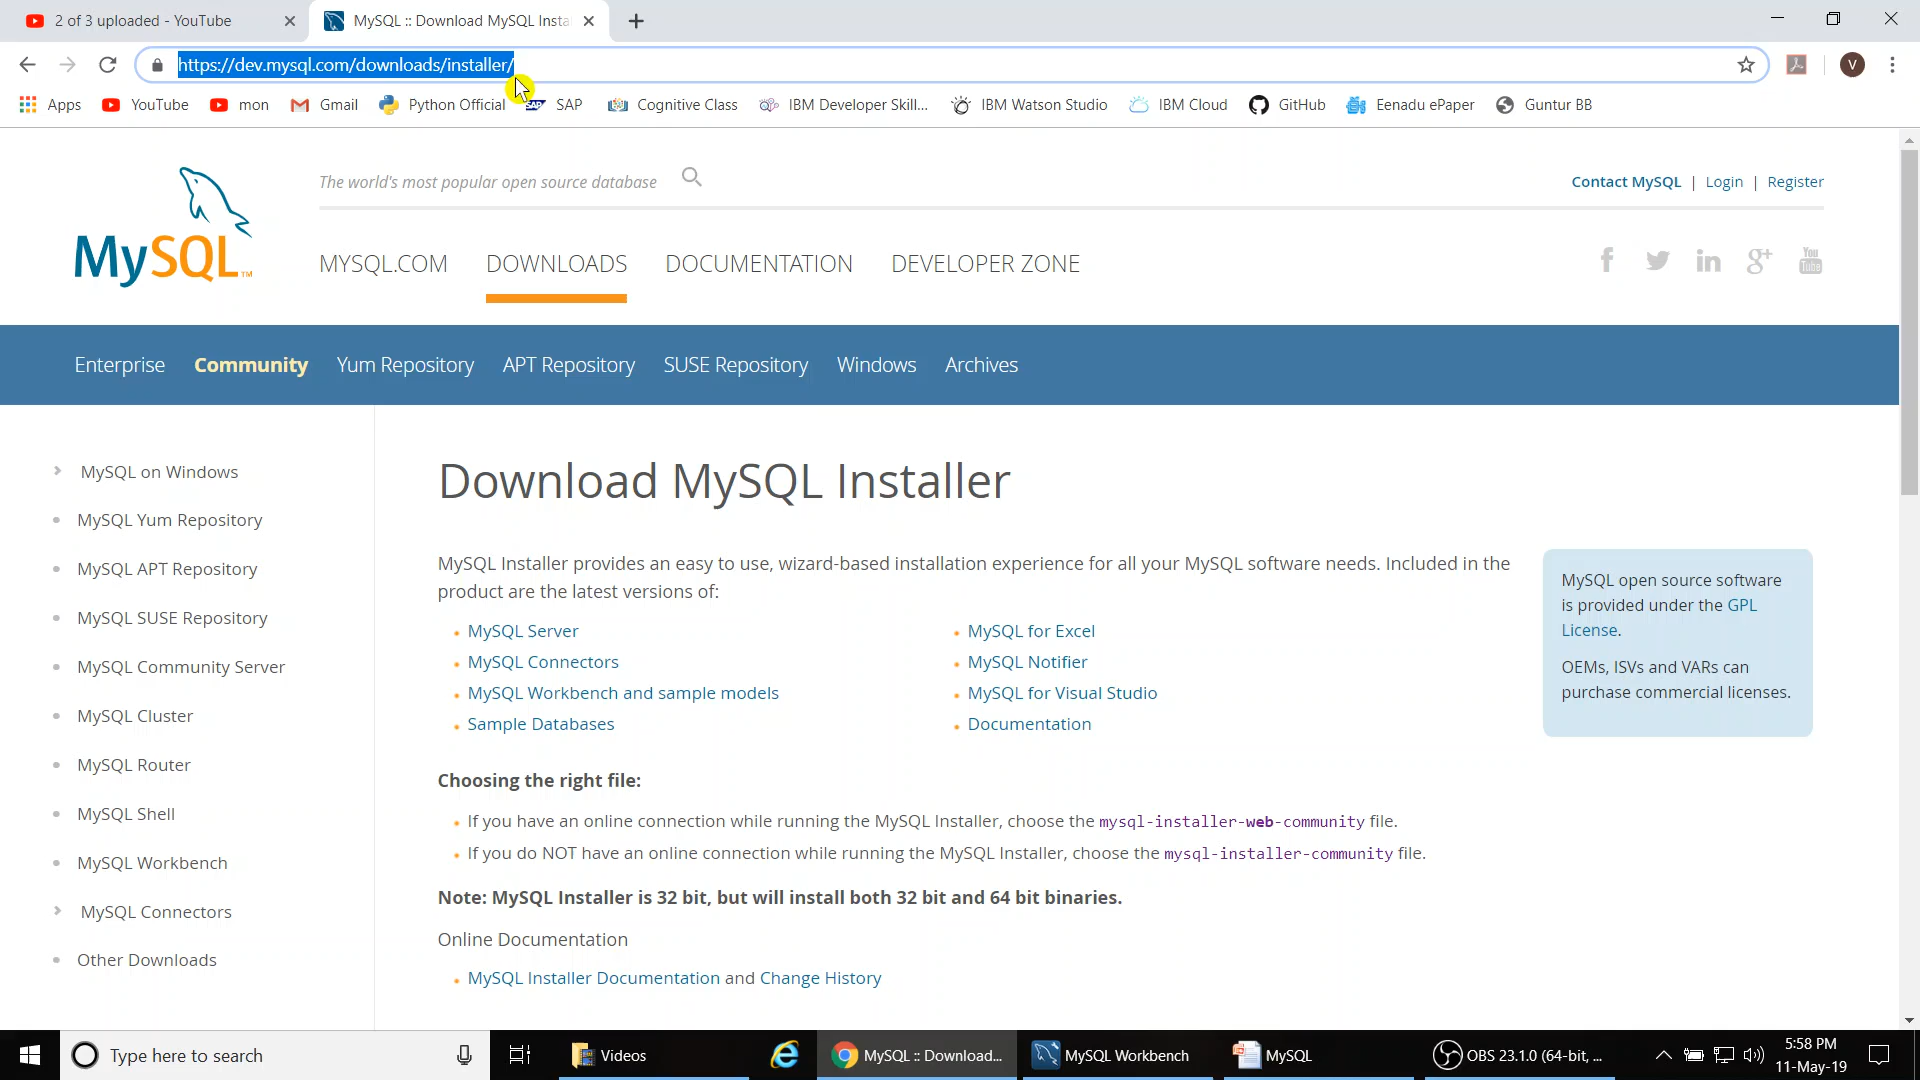 2 of 3 uploaded - YouTube
MySQL :: Download MySQL Insta
https://dev.mysql.com/downloads/installer/
V
Apps
YouTube
mon
Gmail
Python Official
SAP
SAP
Cognitive Class
IBM Developer Skill...
IBM Watson Studio
IBM Cloud
GitHub
Eenadu ePaper
Guntur BB
MySQL™
The world's most popular open source database
Contact MySQL | Login | Register
MYSQL.COM
DOWNLOADS
DOCUMENTATION
DEVELOPER ZONE
You Tube
Enterprise
Community
Yum Repository
APT Repository
SUSE Repository
Windows
Archives
MySQL on Windows
MySQL Yum Repository
MySQL APT Repository
MySQL SUSE Repository
MySQL Community Server
MySQL Cluster
MySQL Router
MySQL Shell
MySQL Workbench
MySQL Connectors
Other Downloads
Download MySQL Installer
MySQL Installer provides an easy to use, wizard-based installation experience for all your MySQL software needs. Included in the
product are the latest versions of:
MySQL Server
MySQL Connectors
MySQL Workbench and sample models
Sample Databases
MySQL for Excel
MySQL Notifier
MySQL for Visual Studio
Documentation
Choosing the right file:
If you have an online connection while running the MySQL Installer, choose the mysql-installer-web-community file.
If you do NOT have an online connection while running the MySQL Installer, choose the mysql-installer-community file.
Note: MySQL Installer is 32 bit, but will install both 32 bit and 64 bit binaries.
Online Documentation
MySQL Installer Documentation and Change History
MySQL open source software
is provided under the GPL
License.
OEMs, ISVs and VARs can
purchase commercial licenses.
Type here to search
Videos
MySQL :: Download...
MySQL Workbench
MySQL
OBS 23.1.0 (64-bit, ...
5:58 PM
11-May-19